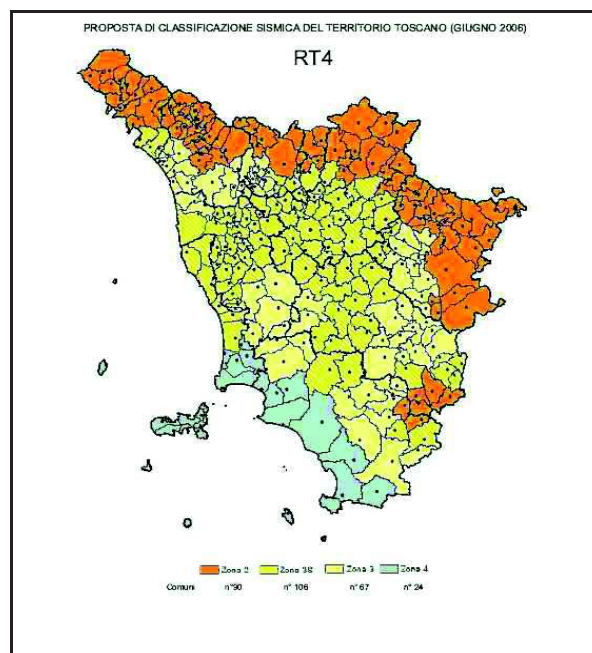 PROPOSTA DI CLASSIFICAZIONE SISMICA DEL TERRITORIO TOSCANO (GIUGNO 2006)
RT4
Zona 2 Zona 3S Zona 3 Zona 4
Comuni n°90 n° 106 n° 67 n° 24